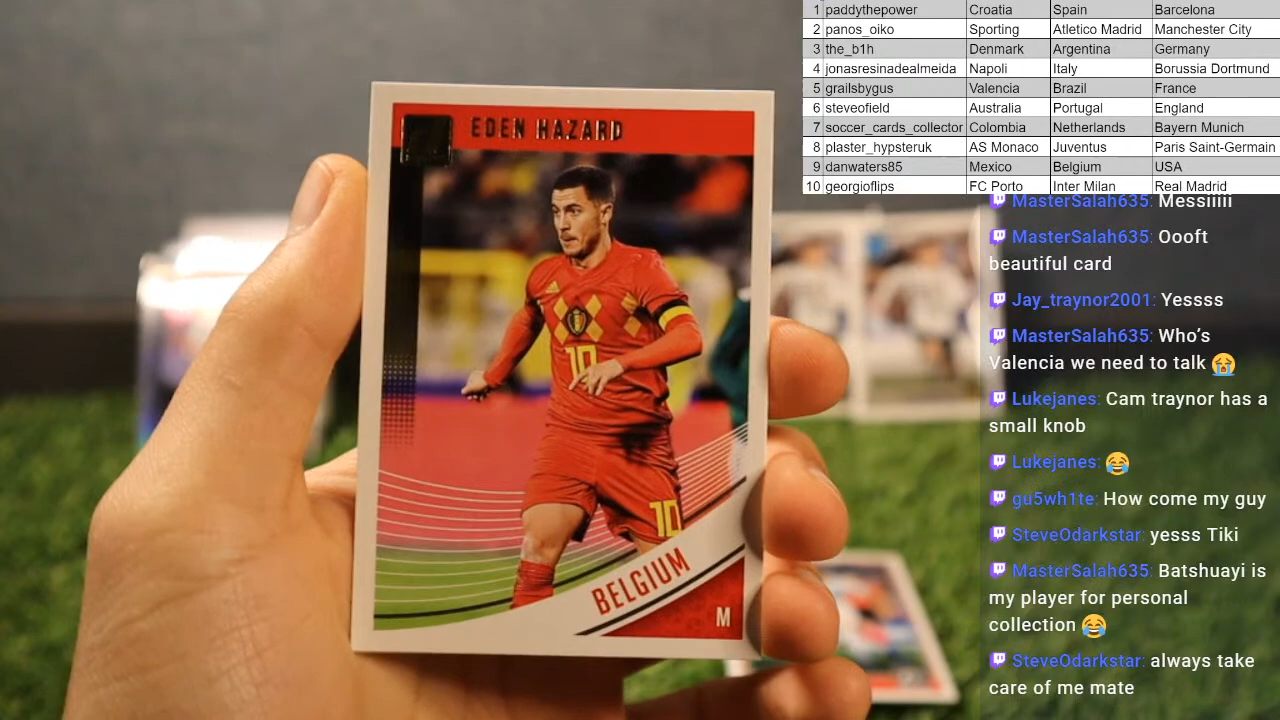 1 paddythepower Croatia Spain Barcelona
2 panos_oiko Sporting Atletico Madrid Manchester City
3 the_b1h Denmark Argentina Germany
4 jonasresinadealmeida Napoli Italy Borussia Dortmund
5 grailsbygus Valencia Brazil France
6 steveofield Australia Portugal England
7 soccer_cards_collector Colombia Netherlands Bayern Munich
8 plaster_hypsteruk AS Monaco Juventus Paris Saint-Germain
9 danwaters85 Mexico Belgium USA
10 georgioflips FC Porto Inter Milan Real Madrid
EDEN HAZARD
10
10
BELGIUM
M
MasterSalah635: Messiiiii
MasterSalah635: Oooft
beautiful card
Jay_traynor2001: Yessss
MasterSalah635: Who’s
Valencia we need to talk 😭
Lukejanes: Cam traynor has a
small knob
Lukejanes: 😂
gu5wh1te: How come my guy
SteveOdarkstar: yesss Tiki
MasterSalah635: Batshuayi is
my player for personal
collection 😂
SteveOdarkstar: always take
care of me mate